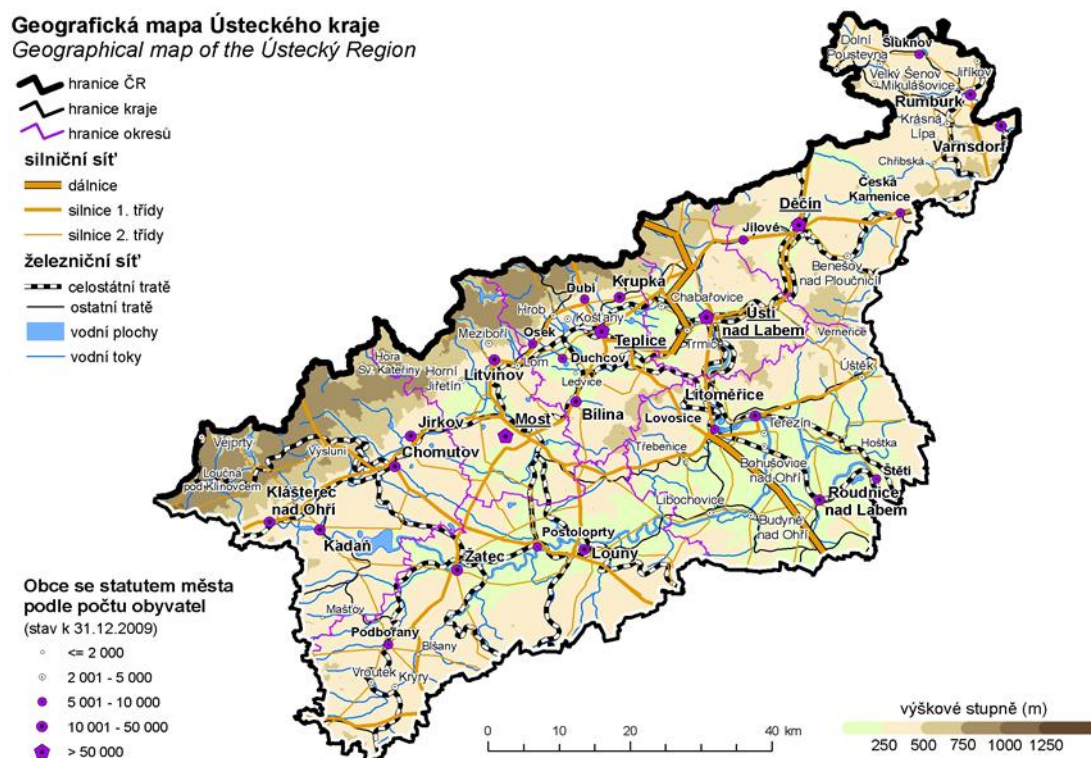 Geografická mapa Ústeckého kraje
Geographical map of the Ústecký Region
hranice ČR
hranice kraje
hranice okresů
silniční síť
dálnice
silnice 1. třídy
silnice 2. třídy
železniční síť
celostátní tratě
ostatní tratě
vodní plochy
vodní toky
Dolní
Poustevna
Šluknov
Velký Šenov
Jiříkov
Mikulášovice
Rumburk
Krásná
Lípa
Varnsdorf
Chřibská
Česká
Kamenice
Děčín
Jílové
Benešov
nad Ploučnicí
Krupka
Dubí
Chabařovice
Hrob
Košťany
Ústí
nad Labem
Verneřice
Meziboří
Osek
Teplice
Trmice
Hora
Sv. Kateřiny
Horní
Jiřetín
Lom
Duchcov
Litvínov
Ledvice
Úštěk
Litoměřice
Bílina
Lovosice
Terezín
Jirkov
Most
Hoštka
Vejprty
Výsluní
Chomutov
Třebenice
Bohušovice
nad Ohří
Štětí
Loučná
pod Klínovcem
Klášterec
nad Ohří
Libochovice
Roudnice
nad Labem
Budyně
nad Ohří
Kadaň
Postoloprty
Louny
Žatec
Mašťov
Podbořany
Blšany
Vroutek
Kryry
Obce se statutem města
podle počtu obyvatel
(stav k 31.12.2009)
<= 2 000
2 001 - 5 000
5 001 - 10 000
10 001 - 50 000
> 50 000
0 10 20 40 km
výškové stupně (m)
250 500 750 1000 1250